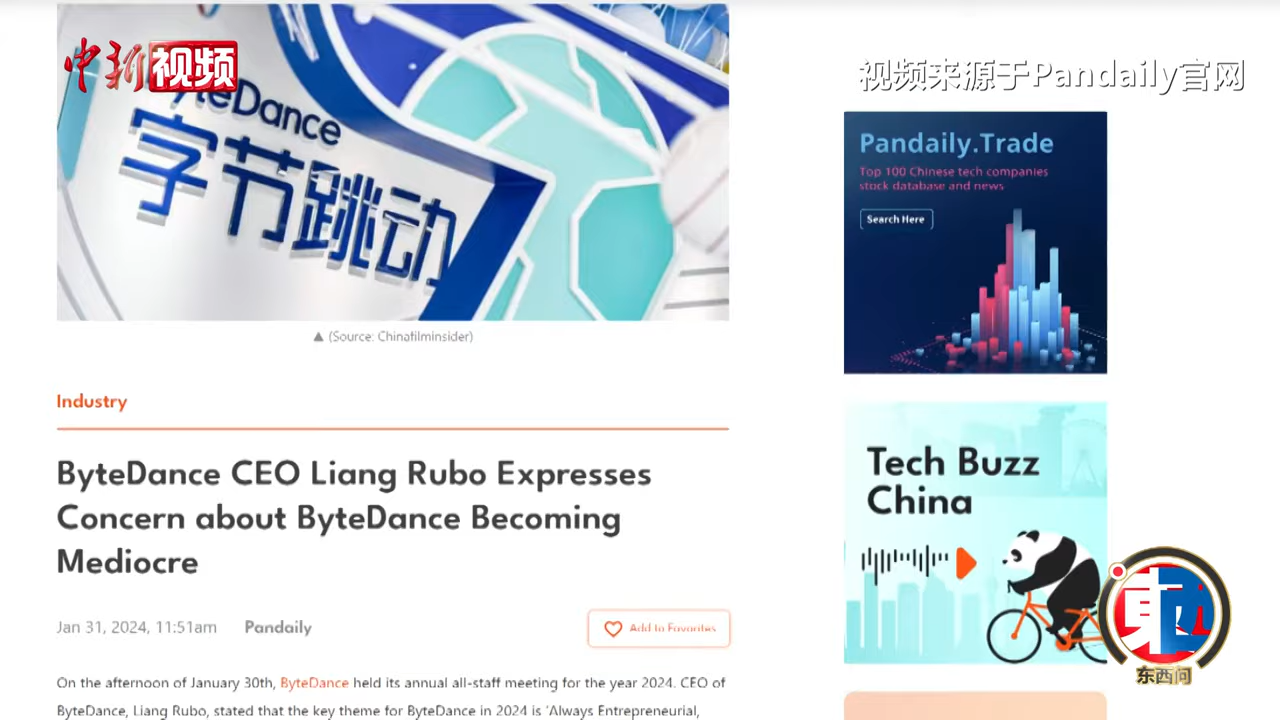 中新视频
视频来源于Pandaily官网
ByteDance
字节跳动
▲ (Source: Chinafilminsider)
Pandaily.Trade
Top 100 Chinese tech companies
stock database and news
Search Here
Industry
ByteDance CEO Liang Rubo Expresses
Concern about ByteDance Becoming
Mediocre
Tech Buzz
China
Jan 31, 2024, 11:51am
Pandaily
Add to Favorites
东西问
On the afternoon of January 30th, ByteDance held its annual all-staff meeting for the year 2024. CEO of
ByteDance, Liang Rubo, stated that the key theme for ByteDance in 2024 is 'Always Entrepreneurial,